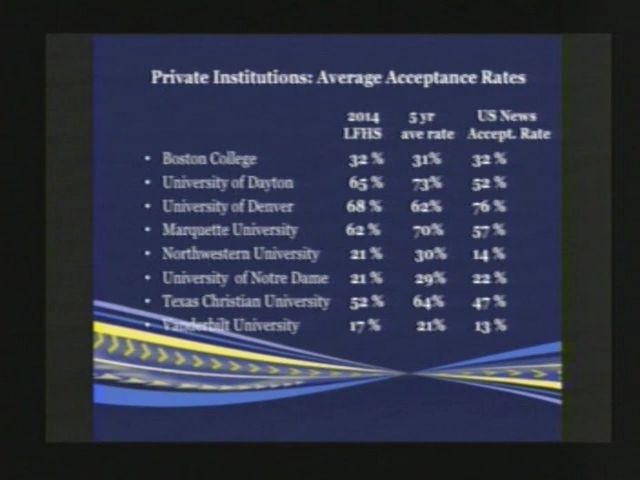 Private Institutions: Average Acceptance Rates
2014 5 yr US News
LFHS ave rate Accept. Rate
• Boston College 32 % 31% 32 %
• University of Dayton 65 % 73% 52 %
• University of Denver 68 % 62% 76 %
• Marquette University 62 % 70% 57 %
• Northwestern University 21 % 30% 14 %
• University of Notre Dame 21 % 29% 22 %
• Texas Christian University 52 % 64% 47 %
• Vanderbilt University 17 % 21% 13 %